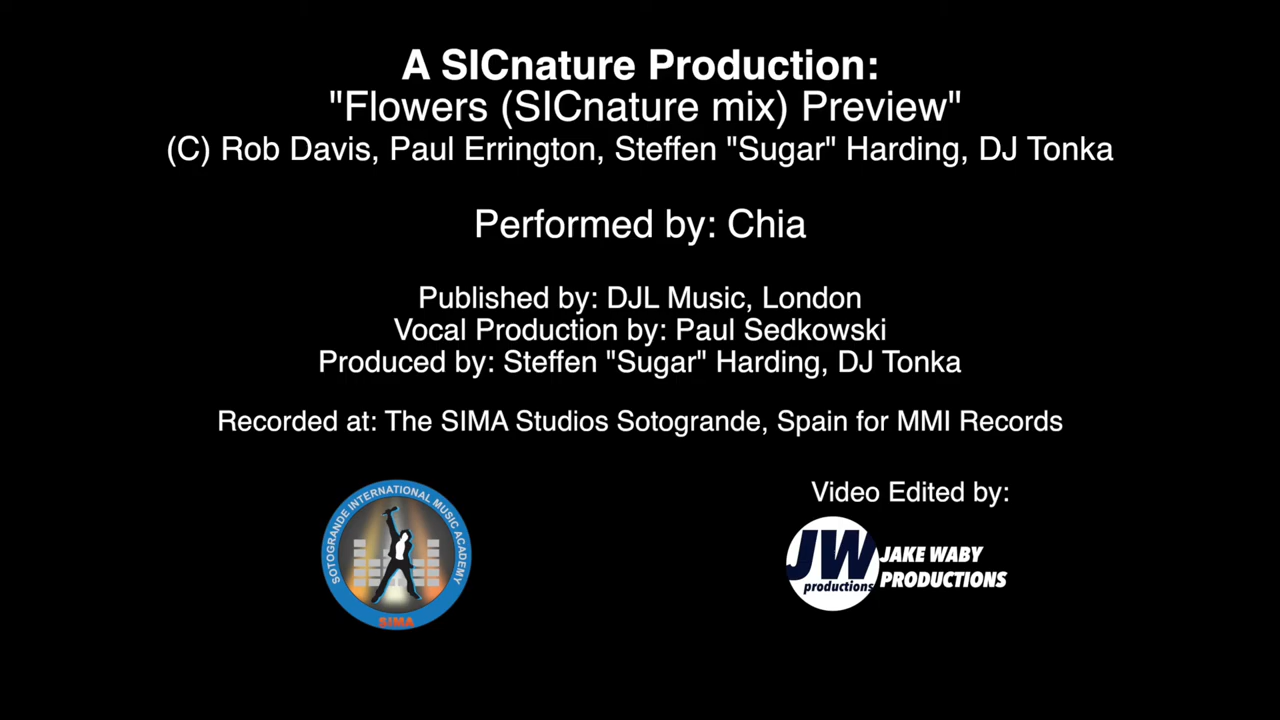 A SICnature Production:
"Flowers (SICnature mix) Preview"
(C) Rob Davis, Paul Errington, Steffen "Sugar" Harding, DJ Tonka
Performed by: Chia
Published by: DJL Music, London
Vocal Production by: Paul Sedkowski
Produced by: Steffen "Sugar" Harding, DJ Tonka
Recorded at: The SIMA Studios Sotogrande, Spain for MMI Records
SOTOGRANDE INTERNATIONAL MUSIC ACADEMY
SIMA
Video Edited by:
JW
productions
JAKE WABY
PRODUCTIONS